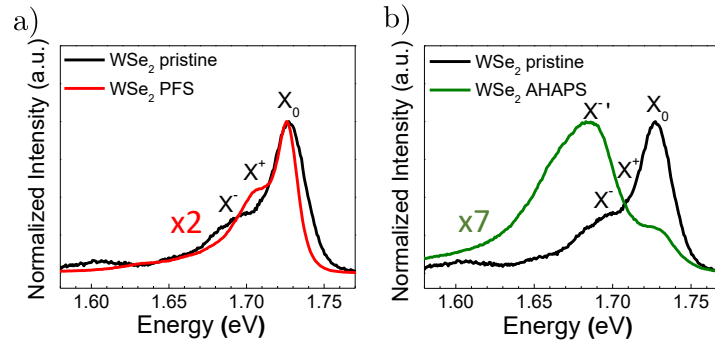 a)
Normalized Intensity (a.u.)
WSe₂ pristine
WSe₂ PFS
X₀
X⁺
X⁻
x2
1.60 1.65 1.70 1.75
Energy (eV)
b)
Normalized Intensity (a.u.)
WSe₂ pristine
WSe₂ AHAPS
X⁻'
X₀
X⁺
X⁻
x7
1.60 1.65 1.70 1.75
Energy (eV)